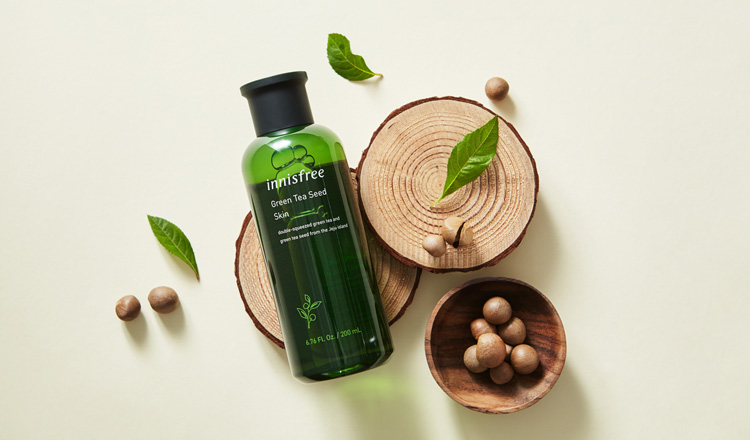 innisfree
Green Tea Seed
Skin
double-squeezed green tea and
green tea seed from the Jeju Island
6.76 FL. Oz. / 200 mL